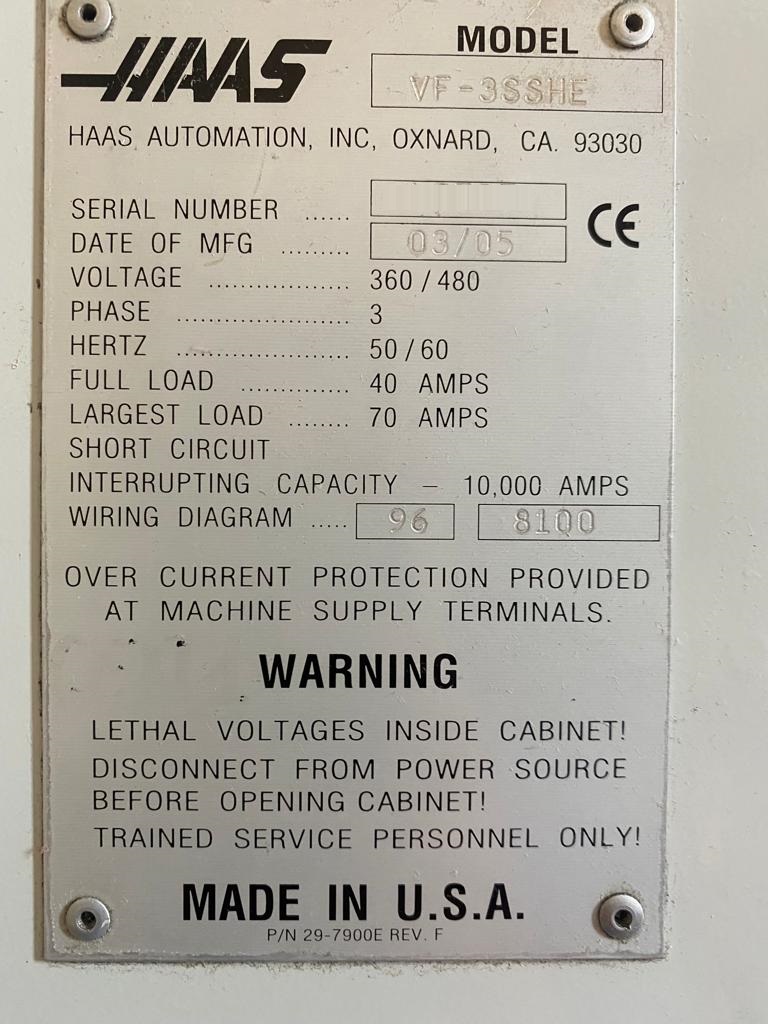 HAAS
MODEL
VF-3SSHE
HAAS AUTOMATION, INC, OXNARD, CA. 93030
SERIAL NUMBER ......
DATE OF MFG ......... 03/05
CE
VOLTAGE .................. 360 / 480
PHASE ...................... 3
HERTZ ...................... 50 / 60
FULL LOAD .............. 40 AMPS
LARGEST LOAD ........ 70 AMPS
SHORT CIRCUIT
INTERRUPTING CAPACITY – 10,000 AMPS
WIRING DIAGRAM ..... 96 8100
OVER CURRENT PROTECTION PROVIDED
AT MACHINE SUPPLY TERMINALS.
WARNING
LETHAL VOLTAGES INSIDE CABINET!
DISCONNECT FROM POWER SOURCE
BEFORE OPENING CABINET!
TRAINED SERVICE PERSONNEL ONLY!
MADE IN U.S.A.
P/N 29-7900E REV. F